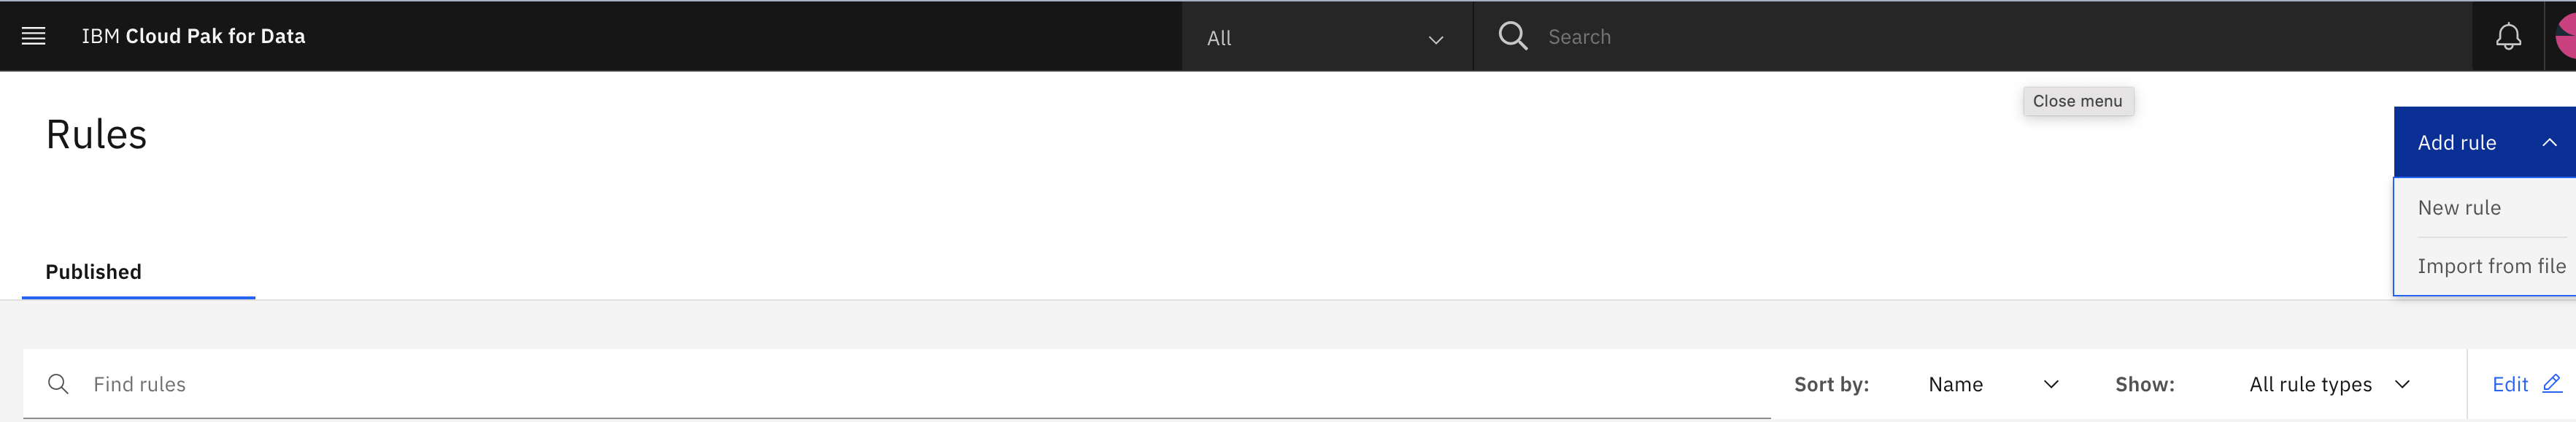 IBM Cloud Pak for Data
All
Search
Close menu
Rules
Add rule
New rule
Import from file
Published
Find rules
Sort by: Name
Show: All rule types
Edit